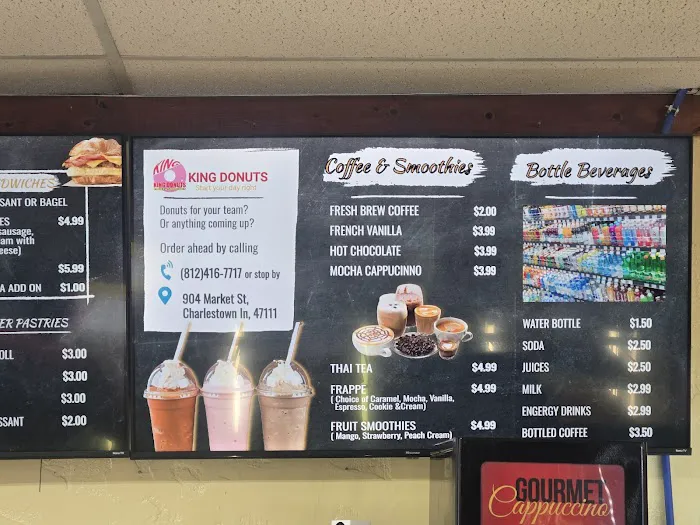 DWICHES
SANT OR BAGEL
ES $4.99
sausage,
am with
eese)
$5.99
A ADD ON $1.00
ER PASTRIES
OLL $3.00
$3.00
$3.00
SSANT $2.00
KING
KING DONUTS
KING DONUTS
Start your day right
Donuts for your team?
Or anything coming up?
Order ahead by calling
(812)416-7717 or stop by
904 Market St,
Charlestown In, 47111
Coffee & Smoothies
FRESH BREW COFFEE $2.00
FRENCH VANILLA $3.99
HOT CHOCOLATE $3.99
MOCHA CAPPUCINNO $3.99
THAI TEA $4.99
FRAPPE $4.99
( Choice of Caramel, Mocha, Vanilla,
Espresso, Cookie &Cream)
FRUIT SMOOTHIES $4.99
( Mango, Strawberry, Peach Cream)
Bottle Beverages
WATER BOTTLE $1.50
SODA $2.50
JUICES $2.50
MILK $2.99
ENGERGY DRINKS $2.99
BOTTLED COFFEE $3.50
GOURMET
Cappuccino